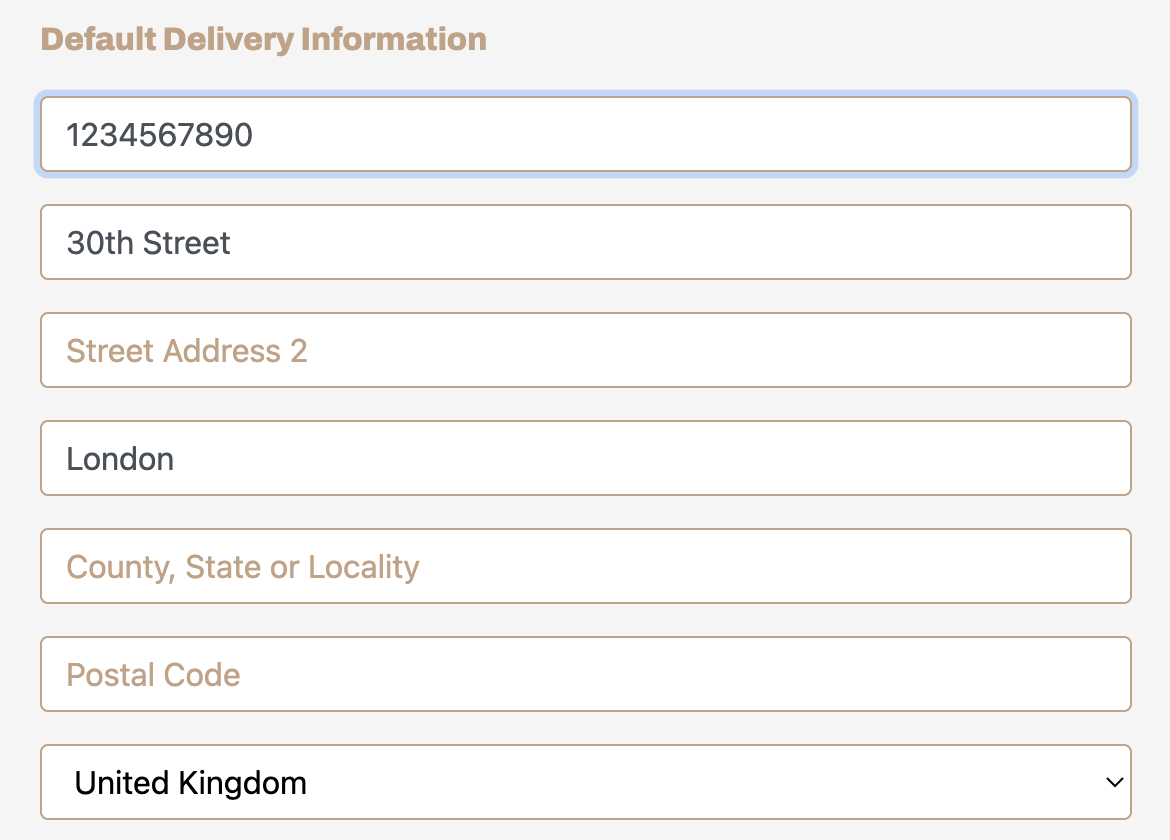 Default Delivery Information
1234567890
30th Street
Street Address 2
London
County, State or Locality
Postal Code
United Kingdom